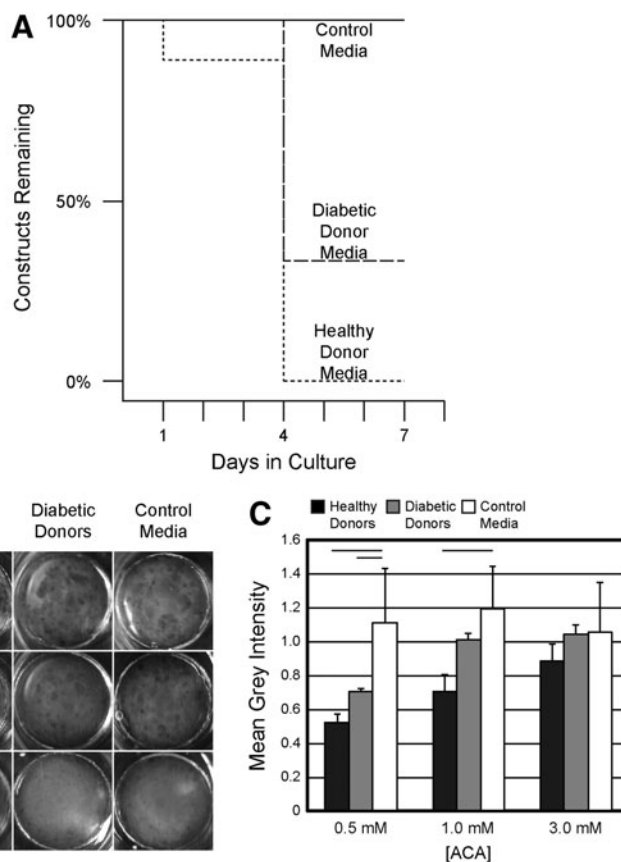 A
100%
50%
0%
Constructs Remaining
Control
Media
Diabetic
Donor
Media
Healthy
Donor
Media
1
4
7
Days in Culture
Diabetic
Donors
Control
Media
C
Healthy
Donors
Diabetic
Donors
Control
Media
1.6
1.4
1.2
1.0
0.8
0.6
0.4
0.2
0
Mean Grey Intensity
0.5 mM
1.0 mM
3.0 mM
[ACA]